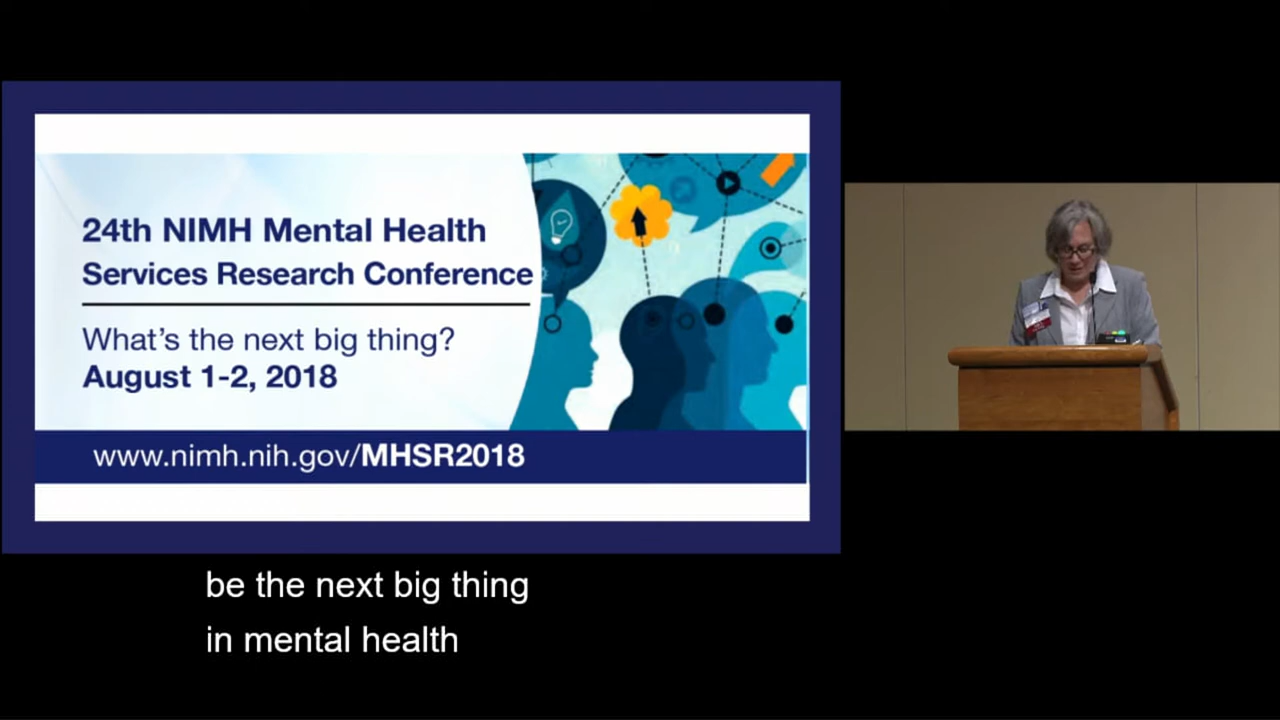 24th NIMH Mental Health
Services Research Conference
What's the next big thing?
August 1-2, 2018
www.nimh.nih.gov/MHSR2018
be the next big thing
in mental health